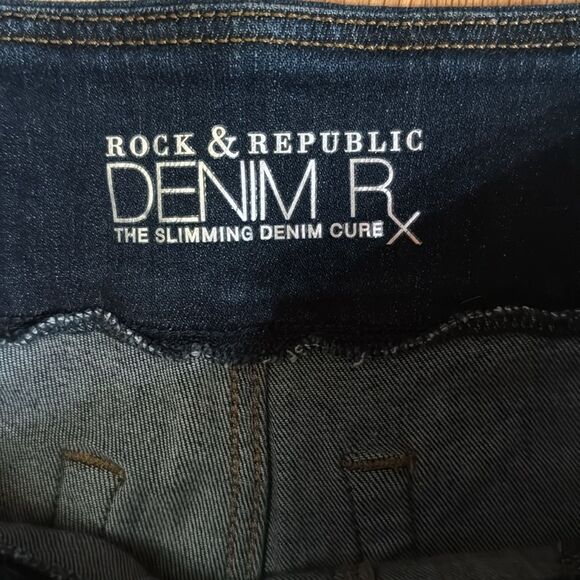 ROCK & REPUBLIC
DENIM Rx
THE SLIMMING DENIM CURE